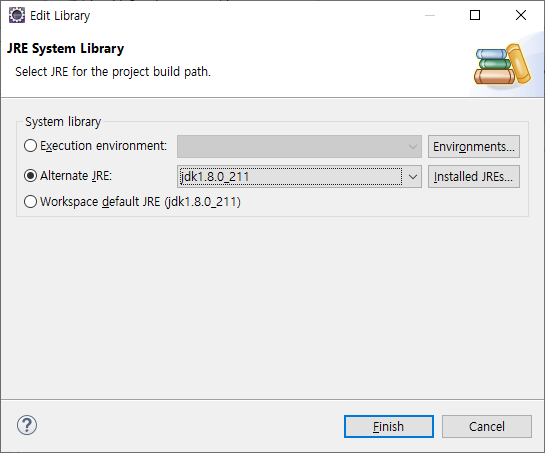 Edit Library
JRE System Library
Select JRE for the project build path.
System library
Execution environment:
Environments...
Alternate JRE:
jdk1.8.0_211
Installed JREs...
Workspace default JRE (jdk1.8.0_211)
?
Finish
Cancel